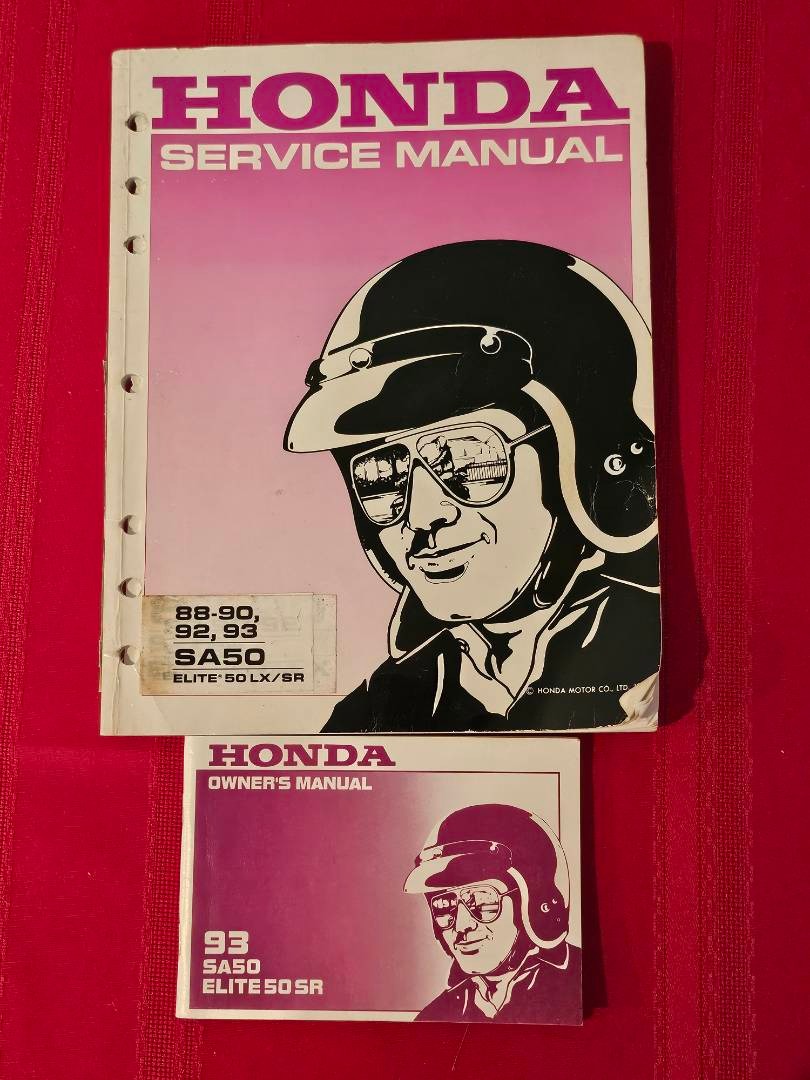 HONDA
SERVICE MANUAL
88-90,
92, 93
SA50
ELITE® 50 LX/SR
© HONDA MOTOR CO., LTD.
HONDA
OWNER'S MANUAL
93
SA50
ELITE 50 SR